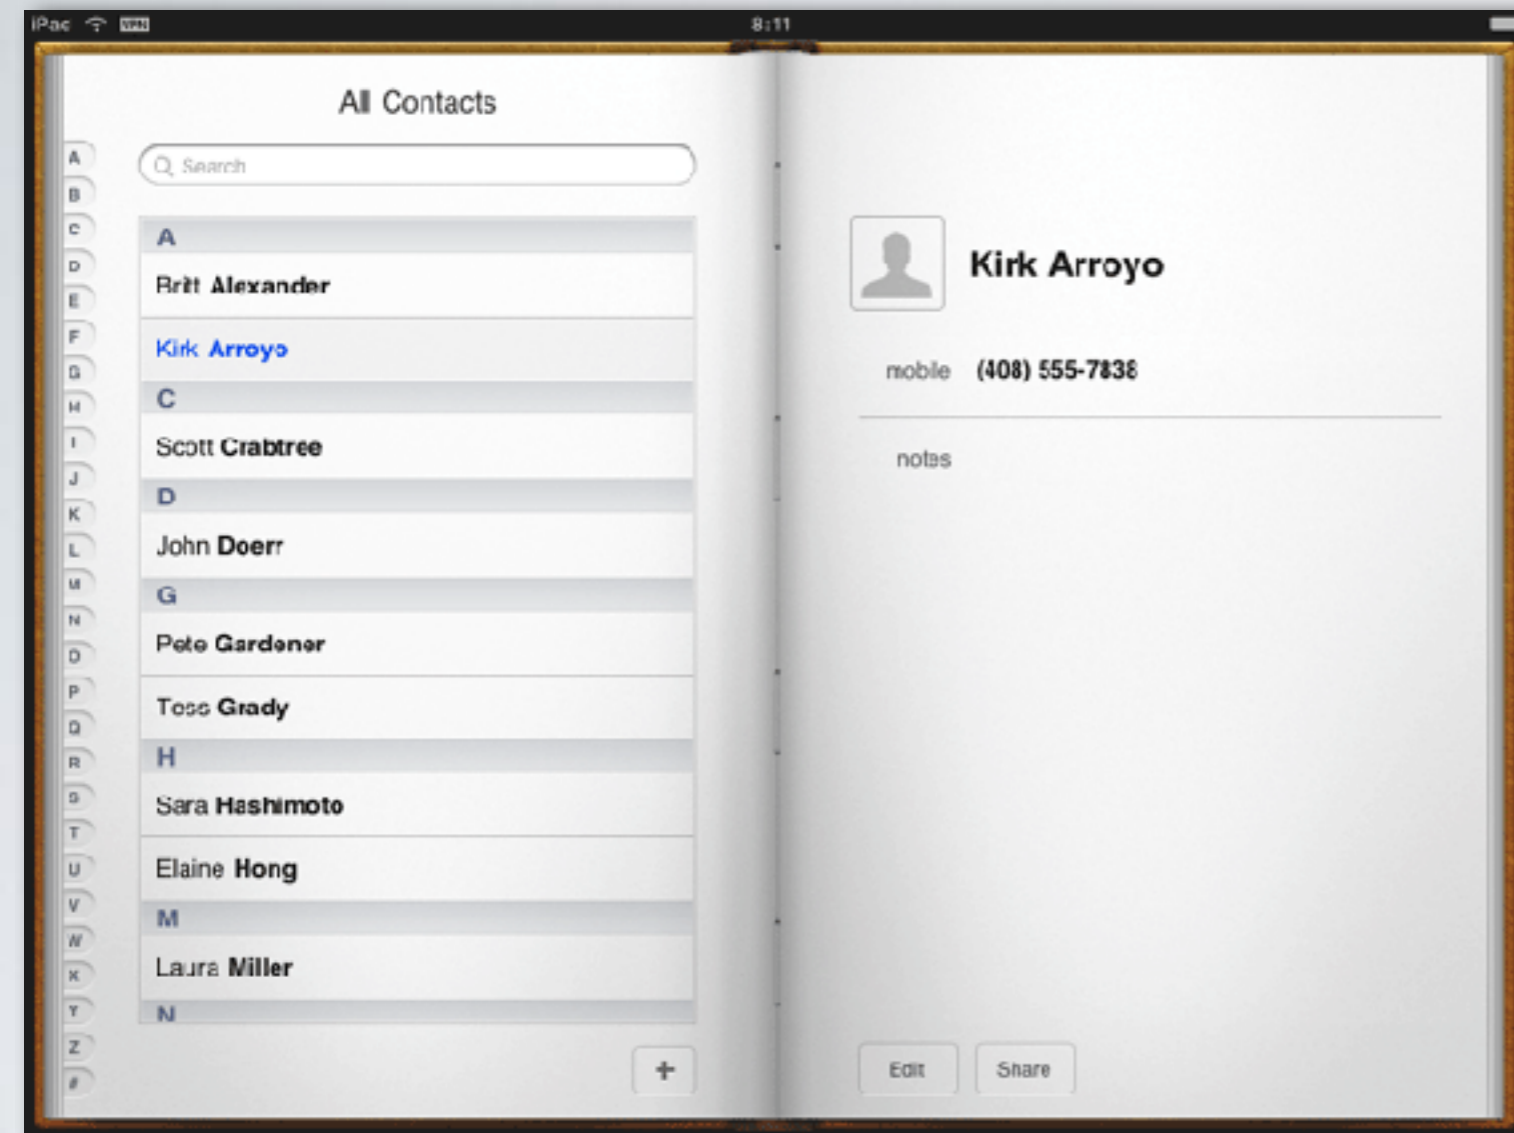 iPad VPN 8:11
All Contacts
Search
A
B
C
D
E
F
G
H
I
J
K
L
M
N
O
P
Q
R
S
T
U
V
W
X
Y
Z
#
A
Britt Alexander
Kirk Arroyo
C
Scott Crabtree
D
John Doerr
G
Pete Gardener
Tess Grady
H
Sara Hashimoto
Elaine Hong
M
Laura Miller
N
+
Kirk Arroyo
mobile (408) 555-7838
notes
Edit Share